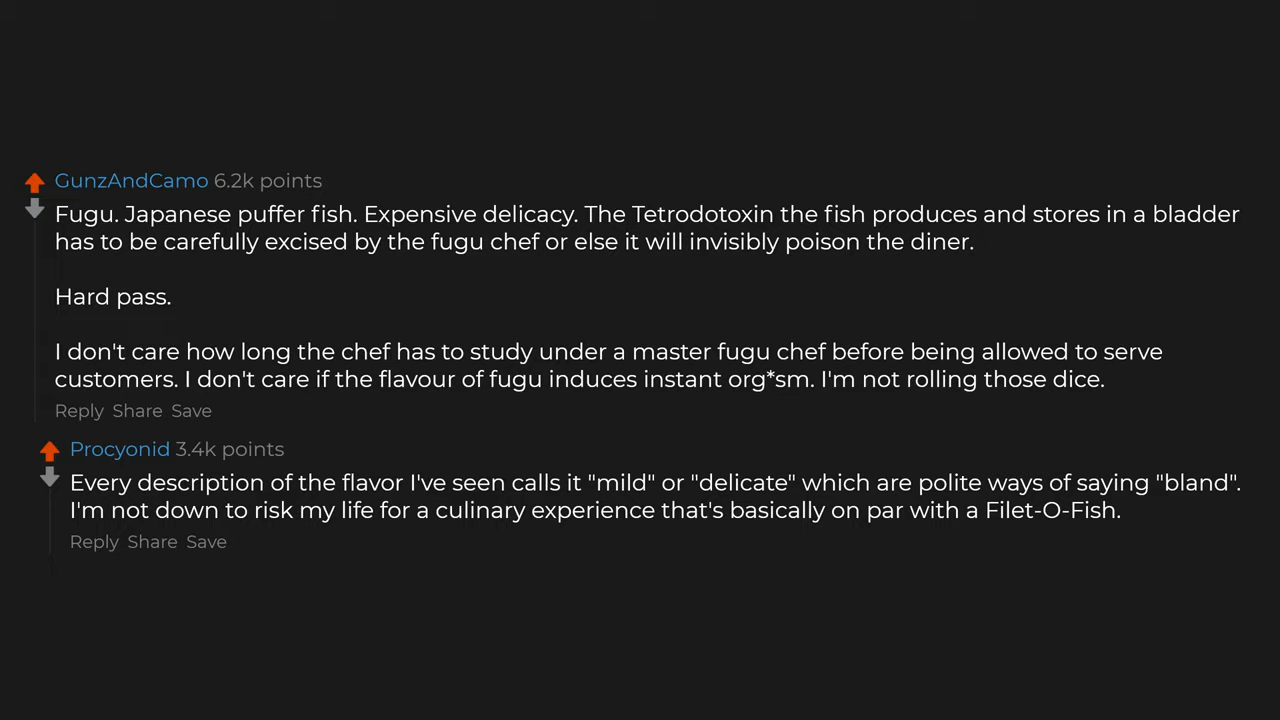 GunzAndCamo 6.2k points
Fugu. Japanese puffer fish. Expensive delicacy. The Tetrodotoxin the fish produces and stores in a bladder
has to be carefully excised by the fugu chef or else it will invisibly poison the diner.
Hard pass.
I don't care how long the chef has to study under a master fugu chef before being allowed to serve
customers. I don't care if the flavour of fugu induces instant org*sm. I'm not rolling those dice.
Reply Share Save
Procyonid 3.4k points
Every description of the flavor I've seen calls it "mild" or "delicate" which are polite ways of saying "bland".
I'm not down to risk my life for a culinary experience that's basically on par with a Filet-O-Fish.
Reply Share Save